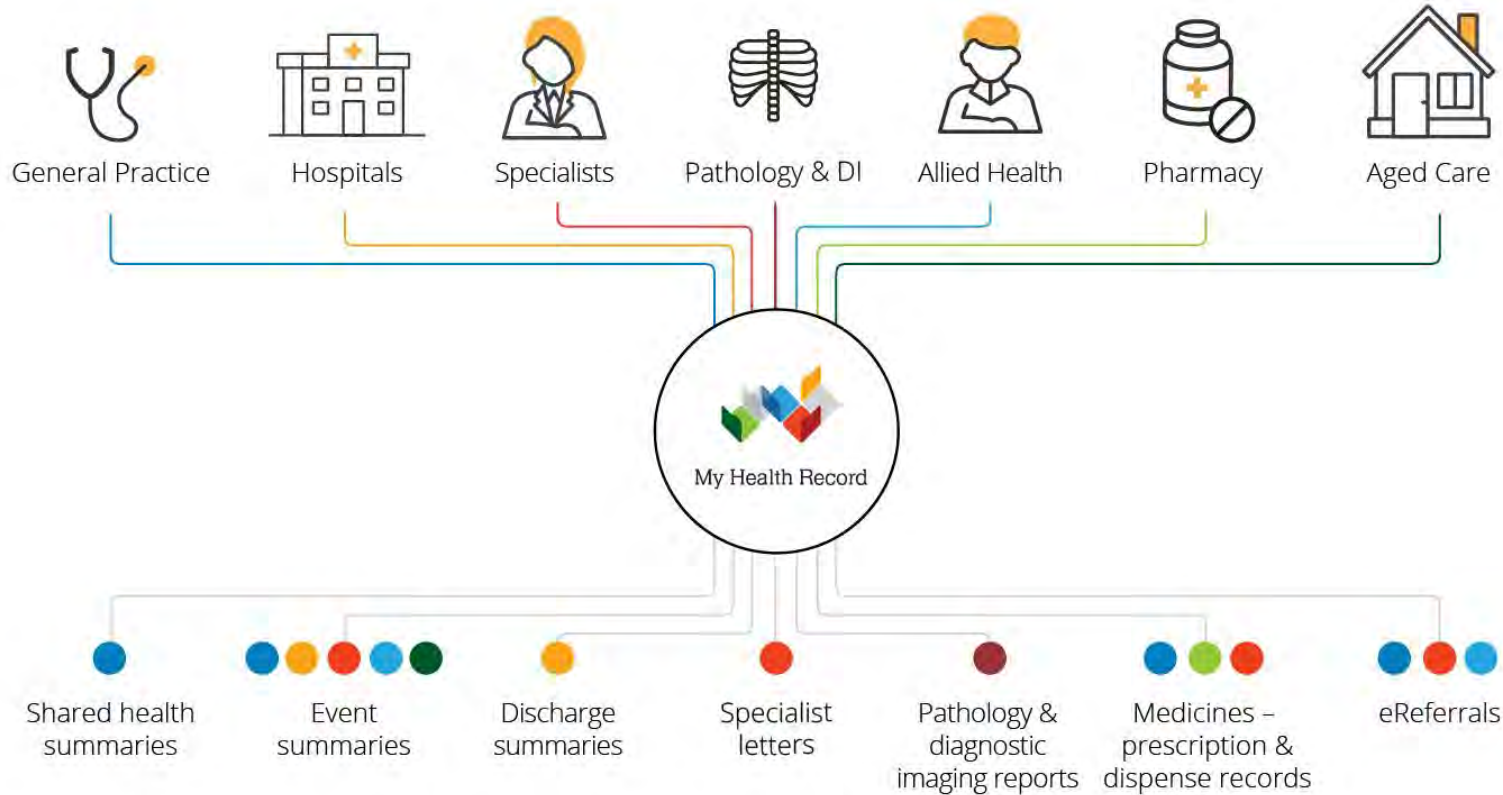 General Practice
Hospitals
Specialists
Pathology & DI
Allied Health
Pharmacy
Aged Care
My Health Record
Shared health
summaries
Event
summaries
Discharge
summaries
Specialist
letters
Pathology &
diagnostic
imaging reports
Medicines –
prescription &
dispense records
eReferrals